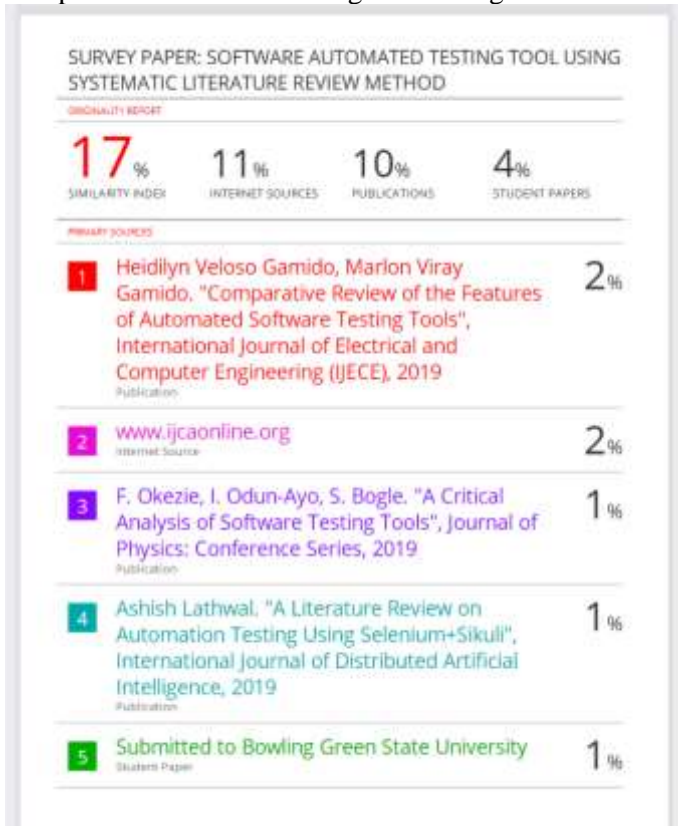 SURVEY PAPER: SOFTWARE AUTOMATED TESTING TOOL USING
SYSTEMATIC LITERATURE REVIEW METHOD
ORIGINALITY REPORT
17% 11% 10% 4%
SIMILARITY INDEX INTERNET SOURCES PUBLICATIONS STUDENT PAPERS
PRIMARY SOURCES
1 Heidilyn Veloso Gamido, Marlon Viray 2%
Gamido. "Comparative Review of the Features
of Automated Software Testing Tools",
International Journal of Electrical and
Computer Engineering (IJECE), 2019
Publication
2 www.ijcaonline.org 2%
Internet Source
3 F. Okezie, I. Odun-Ayo, S. Bogle. "A Critical 1%
Analysis of Software Testing Tools", Journal of
Physics: Conference Series, 2019
Publication
4 Ashish Lathwal. "A Literature Review on 1%
Automation Testing Using Selenium+Sikuli",
International Journal of Distributed Artificial
Intelligence, 2019
Publication
5 Submitted to Bowling Green State University 1%
Student Paper